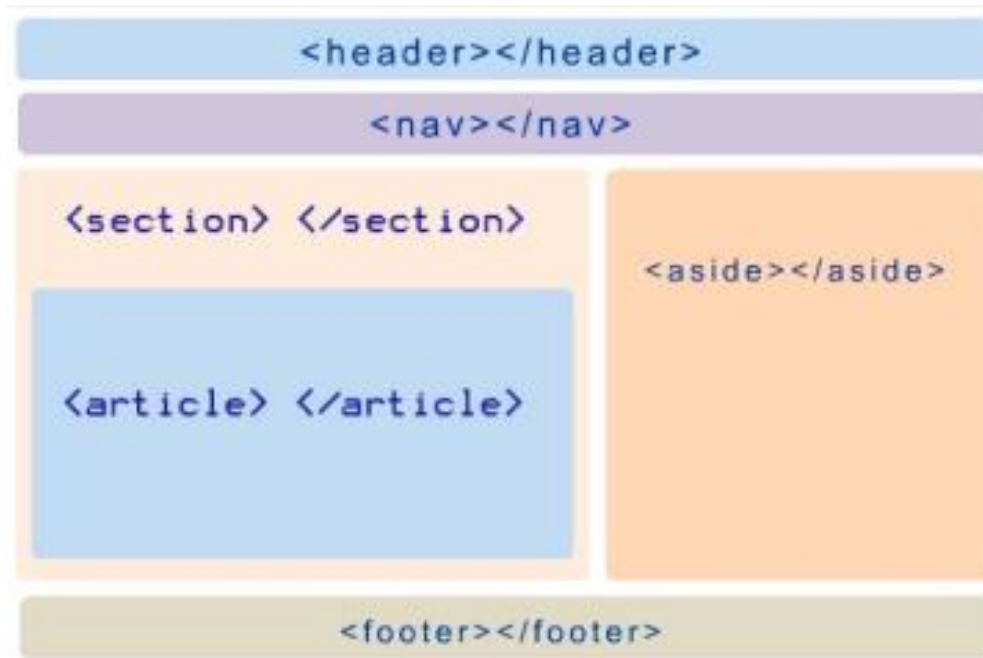 <header></header>
<nav></nav>
<section> </section>
<aside></aside>
<article> </article>
<footer></footer>